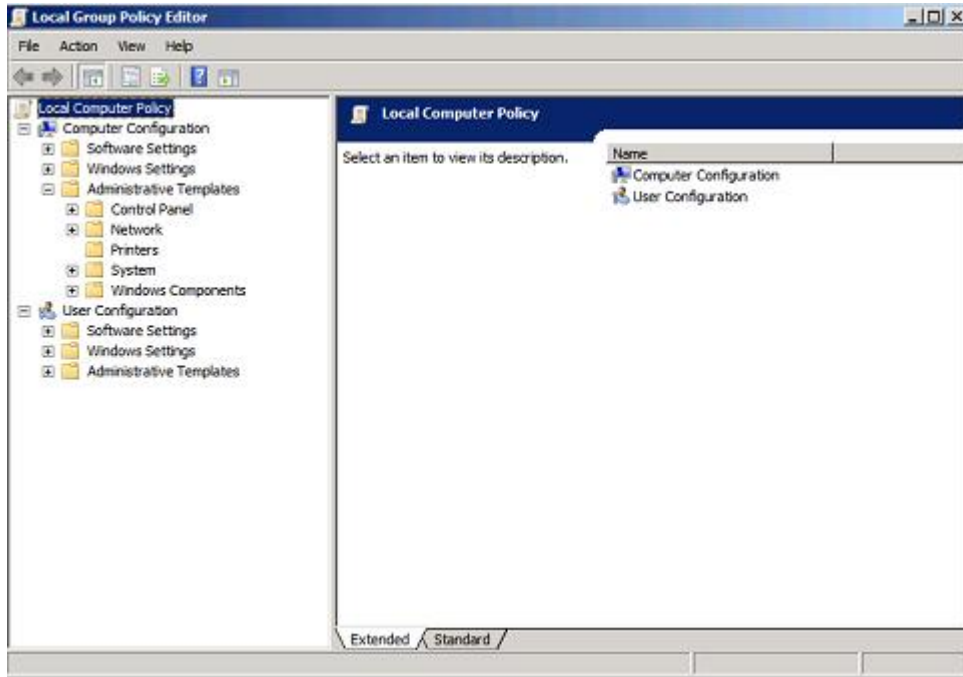 Local Group Policy Editor
File Action View Help
Local Computer Policy
Computer Configuration
Software Settings
Windows Settings
Administrative Templates
Control Panel
Network
Printers
System
Windows Components
User Configuration
Software Settings
Windows Settings
Administrative Templates
Local Computer Policy
Select an item to view its description.
Name
Computer Configuration
User Configuration
Extended Standard